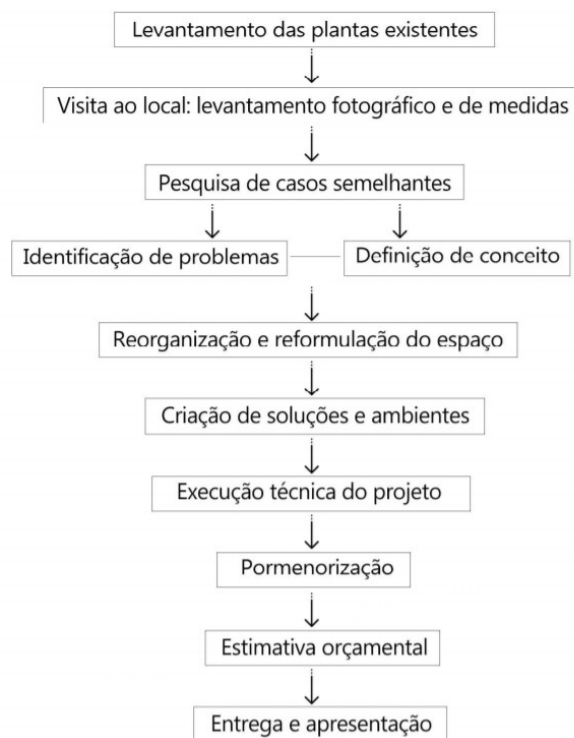 Levantamento das plantas existentes
Visita ao local: levantamento fotográfico e de medidas
Pesquisa de casos semelhantes
Identificação de problemas
Definição de conceito
Reorganização e reformulação do espaço
Criação de soluções e ambientes
Execução técnica do projeto
Pormenorização
Estimativa orçamental
Entrega e apresentação